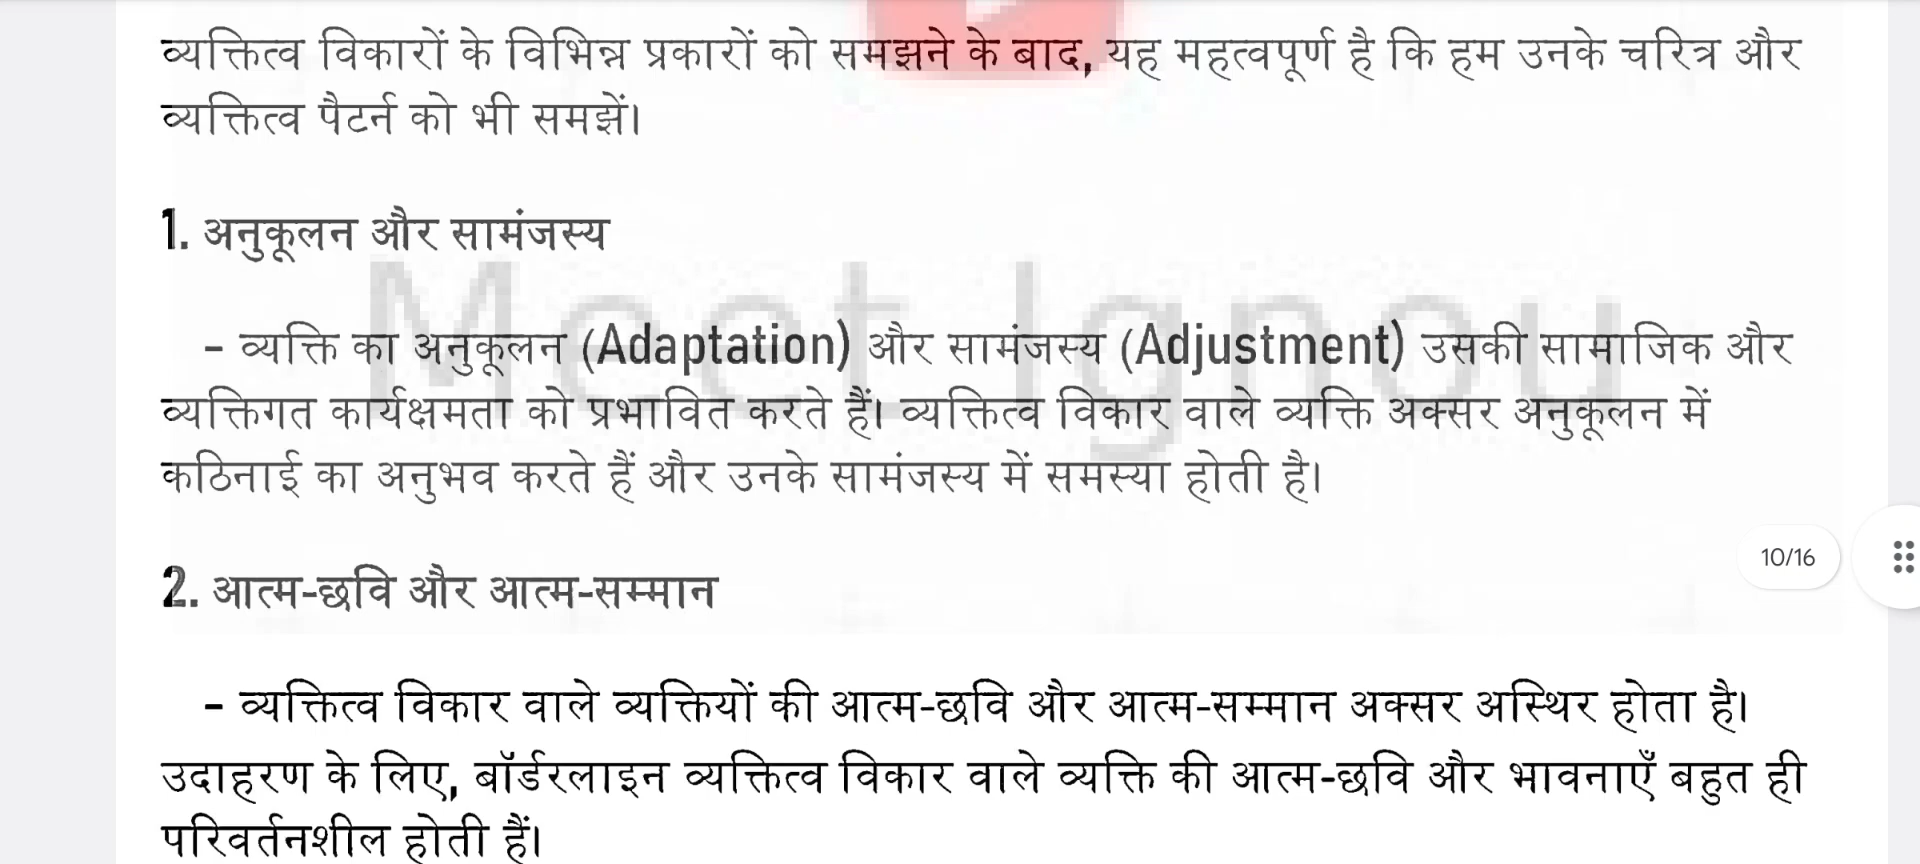 व्यक्तित्व विकारों के विभिन्न प्रकारों को समझने के बाद, यह महत्वपूर्ण है कि हम उनके चरित्र और
व्यक्तित्व पैटर्न को भी समझें।
1. अनुकूलन और सामंजस्य
– व्यक्ति का अनुकूलन (Adaptation) और सामंजस्य (Adjustment) उसकी सामाजिक और
व्यक्तिगत कार्यक्षमता को प्रभावित करते हैं। व्यक्तित्व विकार वाले व्यक्ति अक्सर अनुकूलन में
कठिनाई का अनुभव करते हैं और उनके सामंजस्य में समस्या होती है।
Meet Ignou
10/16
2. आत्म-छवि और आत्म-सम्मान
– व्यक्तित्व विकार वाले व्यक्तियों की आत्म-छवि और आत्म-सम्मान अक्सर अस्थिर होता है।
उदाहरण के लिए, बॉर्डरलाइन व्यक्तित्व विकार वाले व्यक्ति की आत्म-छवि और भावनाएँ बहुत ही
परिवर्तनशील होती हैं।